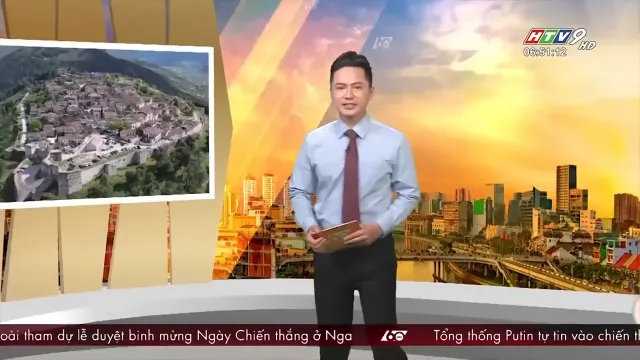 HTV9 HD
06:51:12
oài tham dự lễ duyệt binh mừng Ngày Chiến thắng ở Nga
60
Tổng thống Putin tự tin vào chiến th